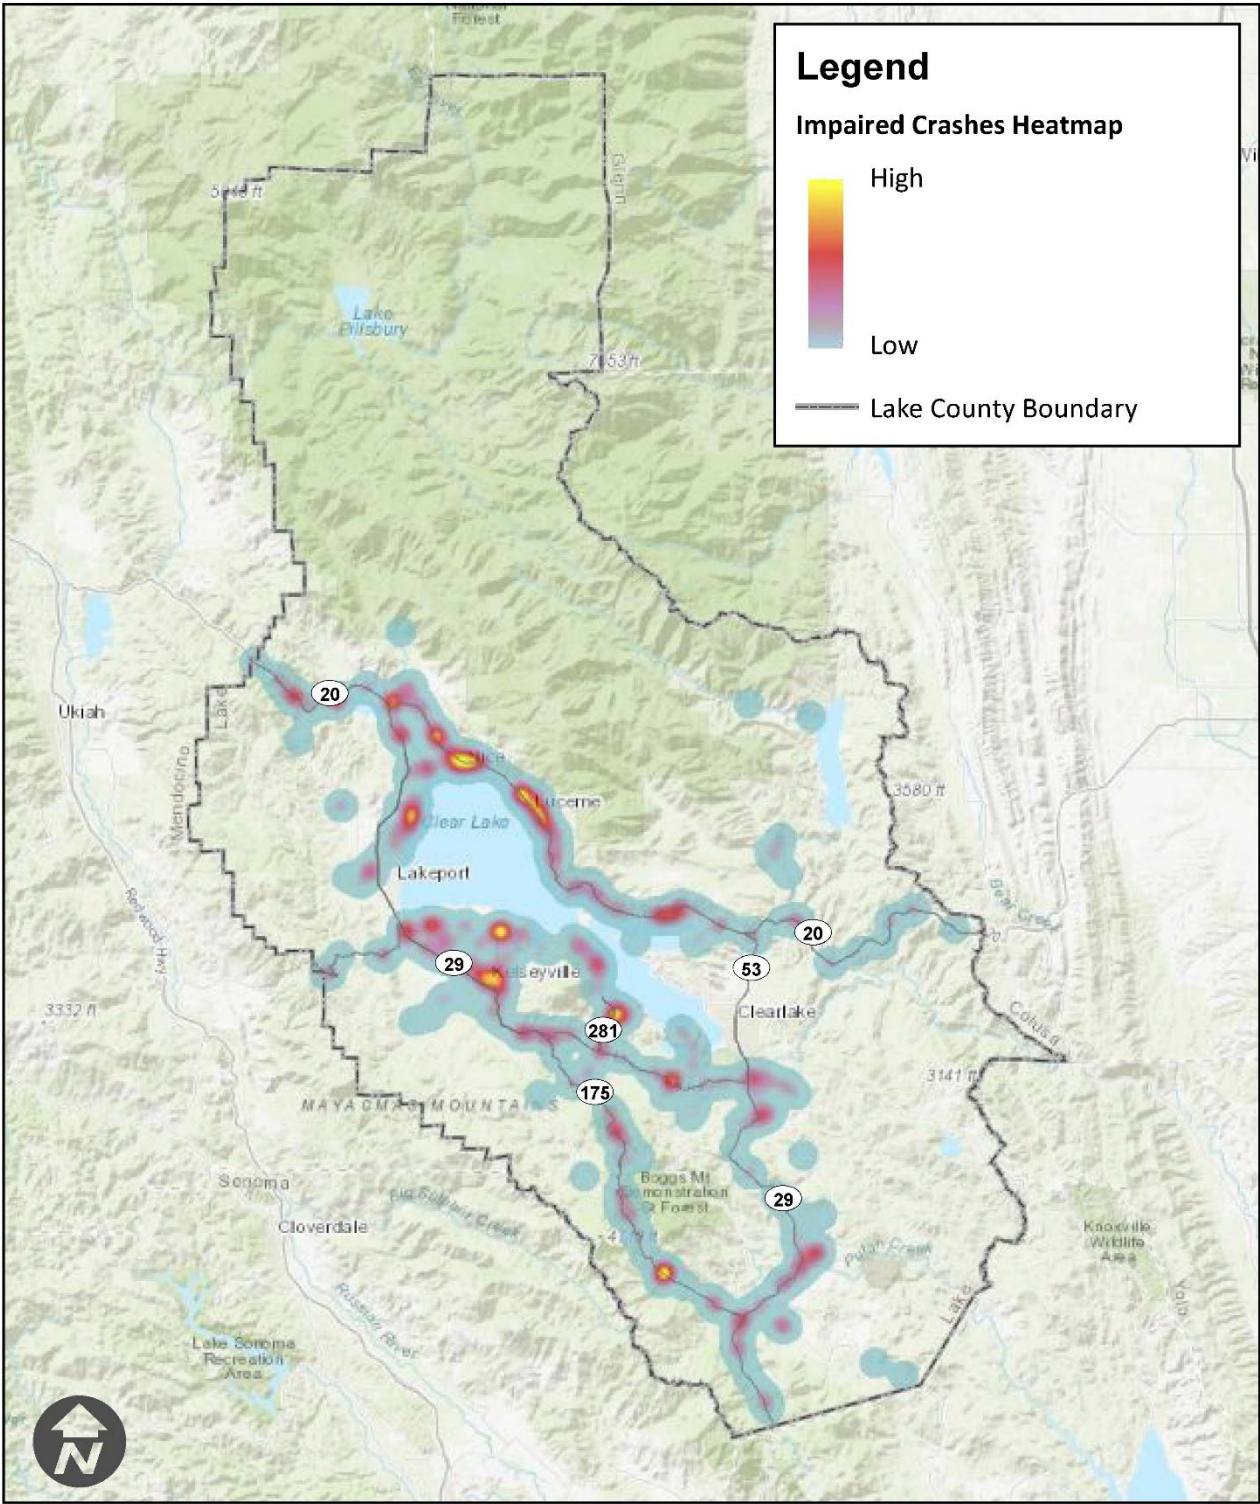 Forest
Legend
Impaired Crashes Heatmap
High
Low
Lake County Boundary
Glenn
Lake
Pillsbury
20
Ukiah
Lake
Mendocino
Lucerne
3580 ft
Clear Lake
Lakeport
Redwood Hwy
Bear Creek
20
29
Kelseyville
53
3332 ft
281
Clearlake
Colusa
175
3141 ft
MAYACMAS MOUNTAINS
Sonoma
Boggs Mt
monstration
St Forest
29
Big Sulphur Creek
Cloverdale
Putah Creek
Knoxville
Wildlife
Area
Lake
Yolo
Russian River
Lake Sonoma
Recreation
Area
N